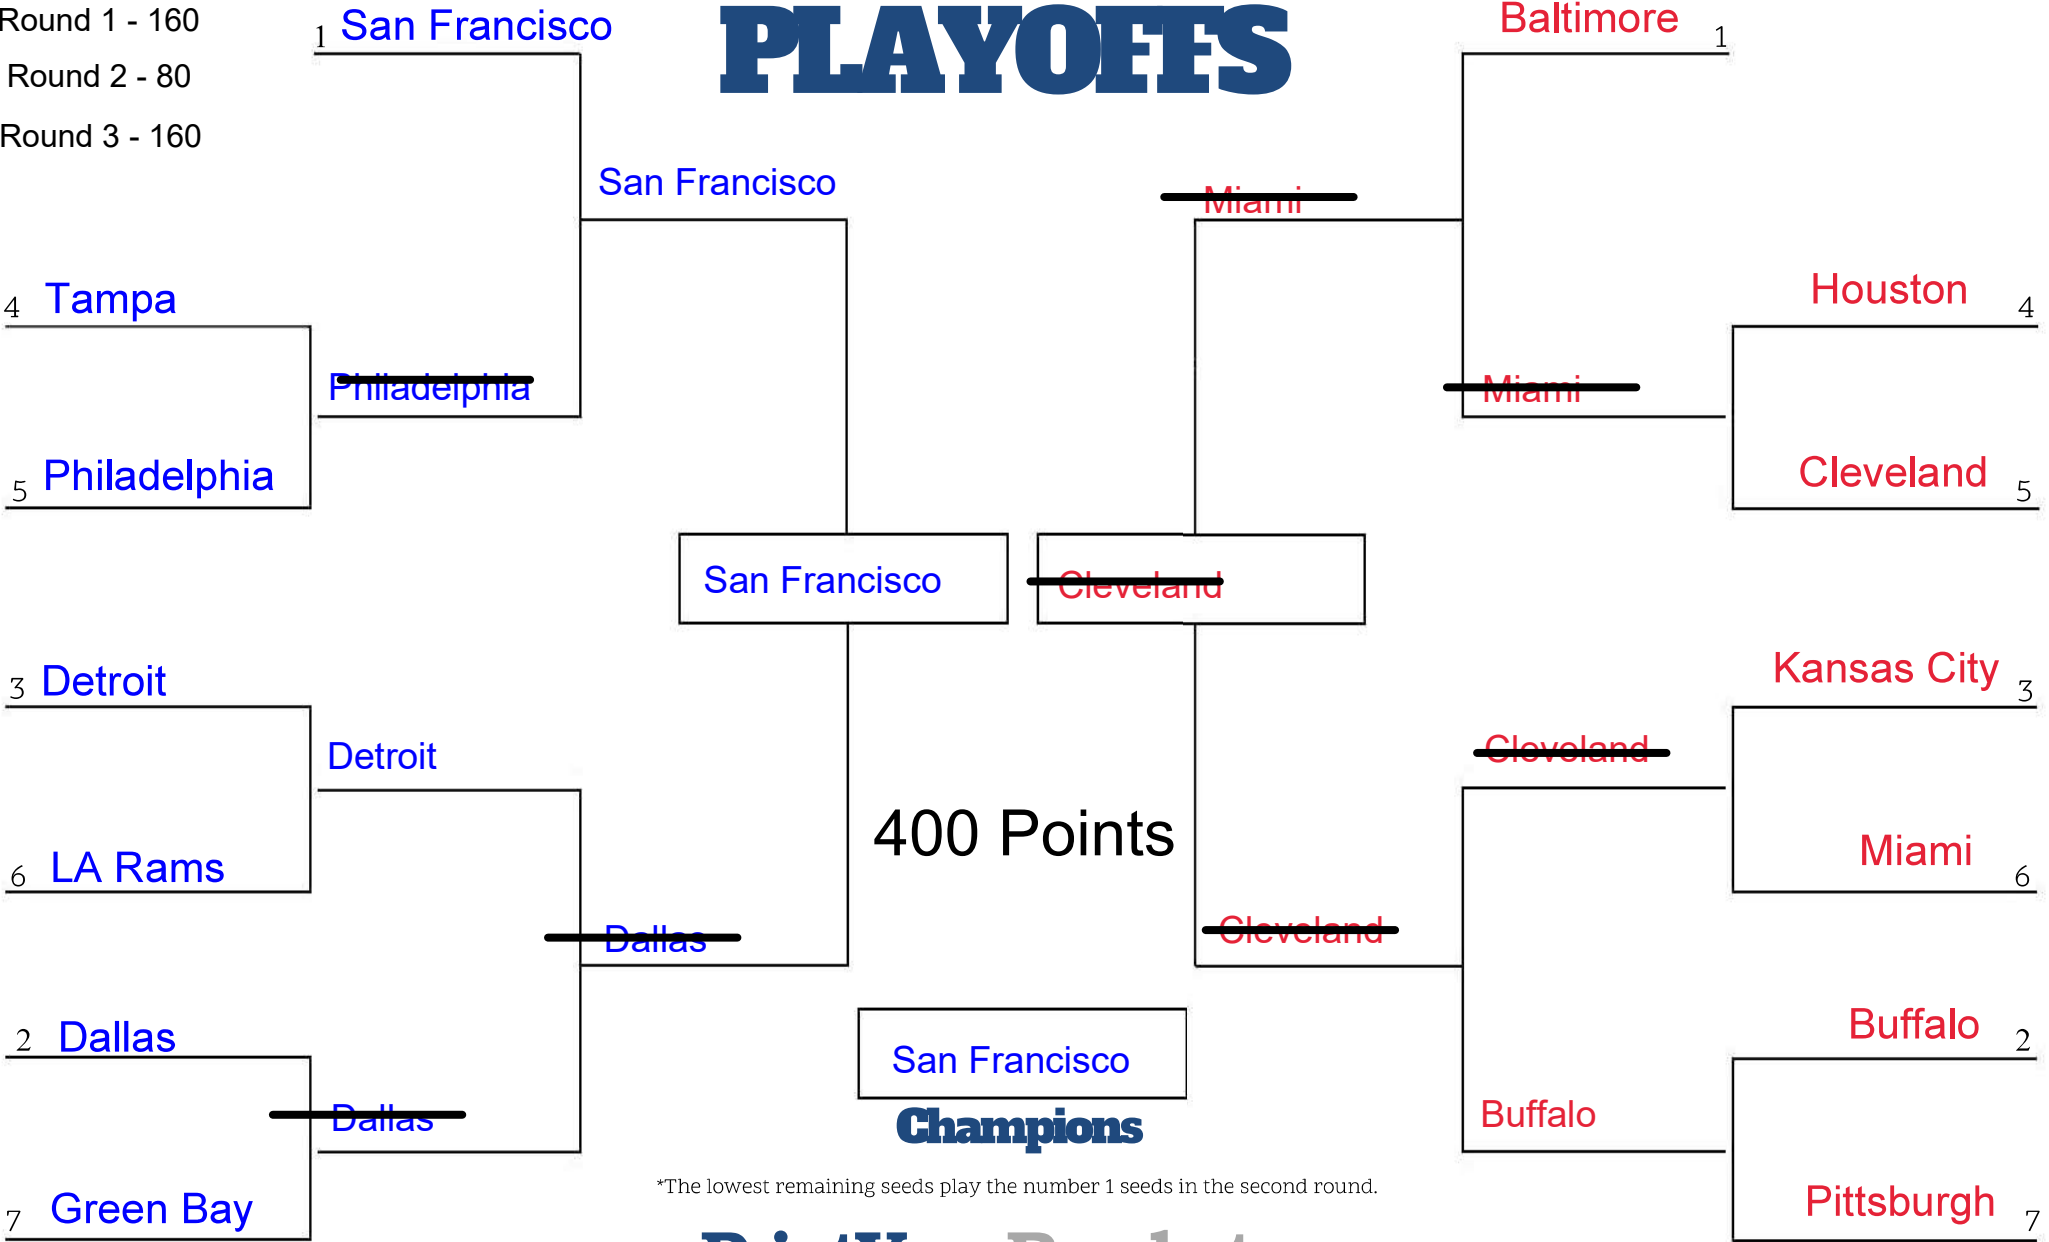 Round 1 - 160
Round 2 - 80
Round 3 - 160
PLAYOFFS
1 San Francisco
Baltimore 1
San Francisco
Miami
4 Tampa
Houston 4
Philadelphia
Miami
5 Philadelphia
Cleveland 5
San Francisco
Cleveland
3 Detroit
Kansas City 3
Detroit
Cleveland
400 Points
6 LA Rams
Miami 6
Dallas
Cleveland
2 Dallas
Buffalo 2
San Francisco
Champions
Dallas
Buffalo
*The lowest remaining seeds play the number 1 seeds in the second round.
7 Green Bay
Pittsburgh 7